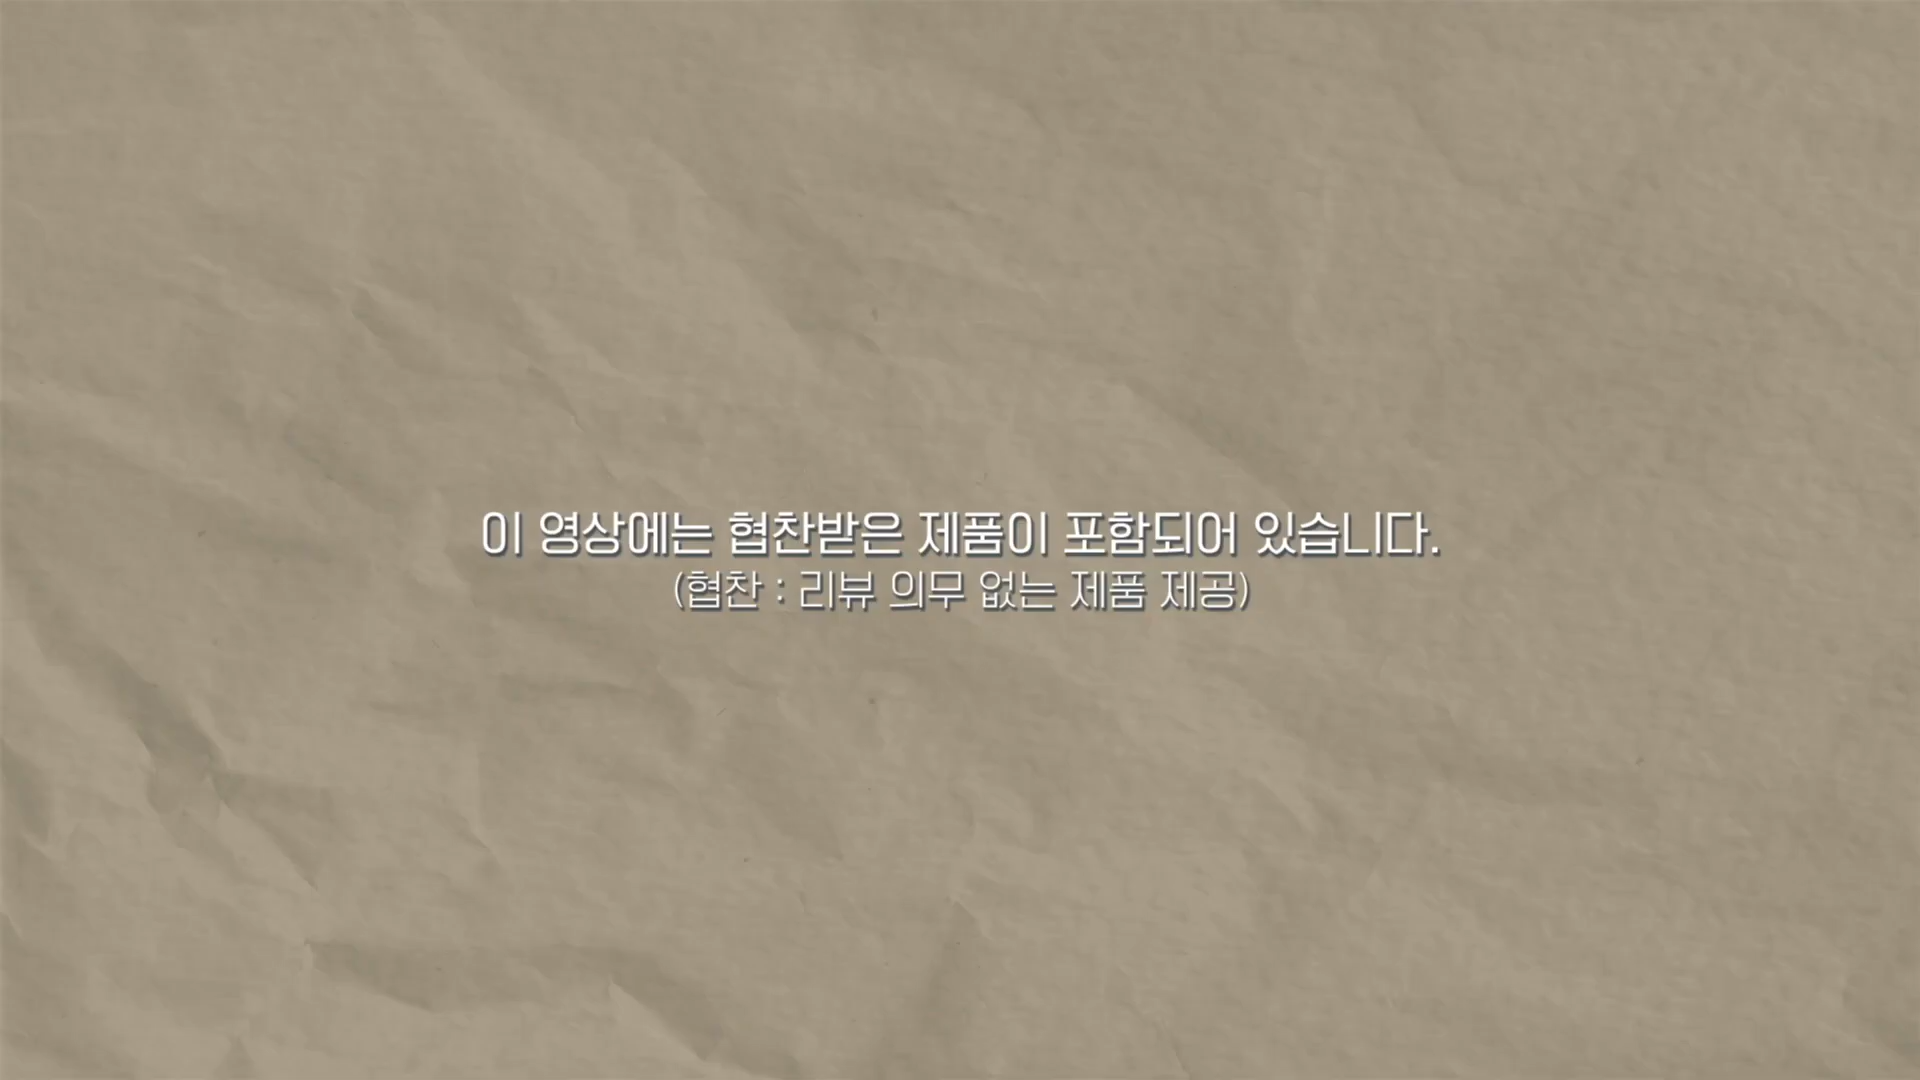 이 영상에는 협찬받은 제품이 포함되어 있습니다.
(협찬 : 리뷰 의무 없는 제품 제공)